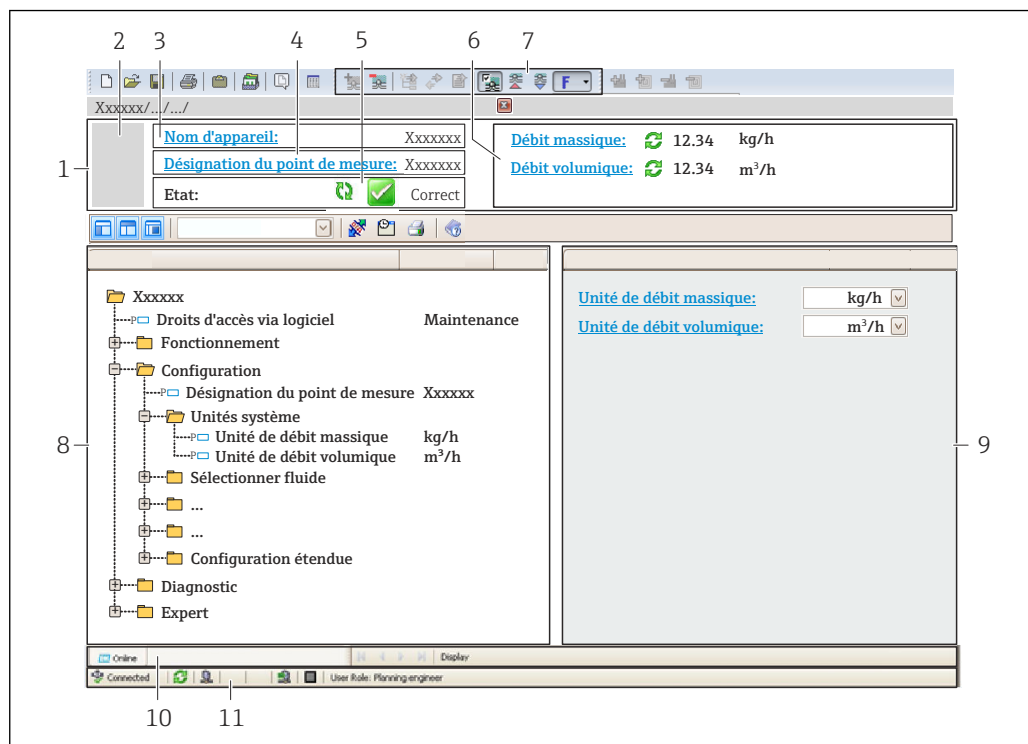 2 3 4 5 6 7
F
Xxxxxx/.../.../
1
Nom d'appareil: Xxxxxxx
Désignation du point de mesure: Xxxxxxx
Etat: Correct
Débit massique: 12.34 kg/h
Débit volumique: 12.34 m³/h
8
Xxxxxx
P Droits d'accès via logiciel Maintenance
Fonctionnement
Configuration
P Désignation du point de mesure Xxxxxx
Unités système
P Unité de débit massique kg/h
P Unité de débit volumique m³/h
Sélectionner fluide
...
...
Configuration étendue
Diagnostic
Expert
Unité de débit massique: kg/h
Unité de débit volumique: m³/h
9
Online Display
Connected User Role: Planning engineer
10 11